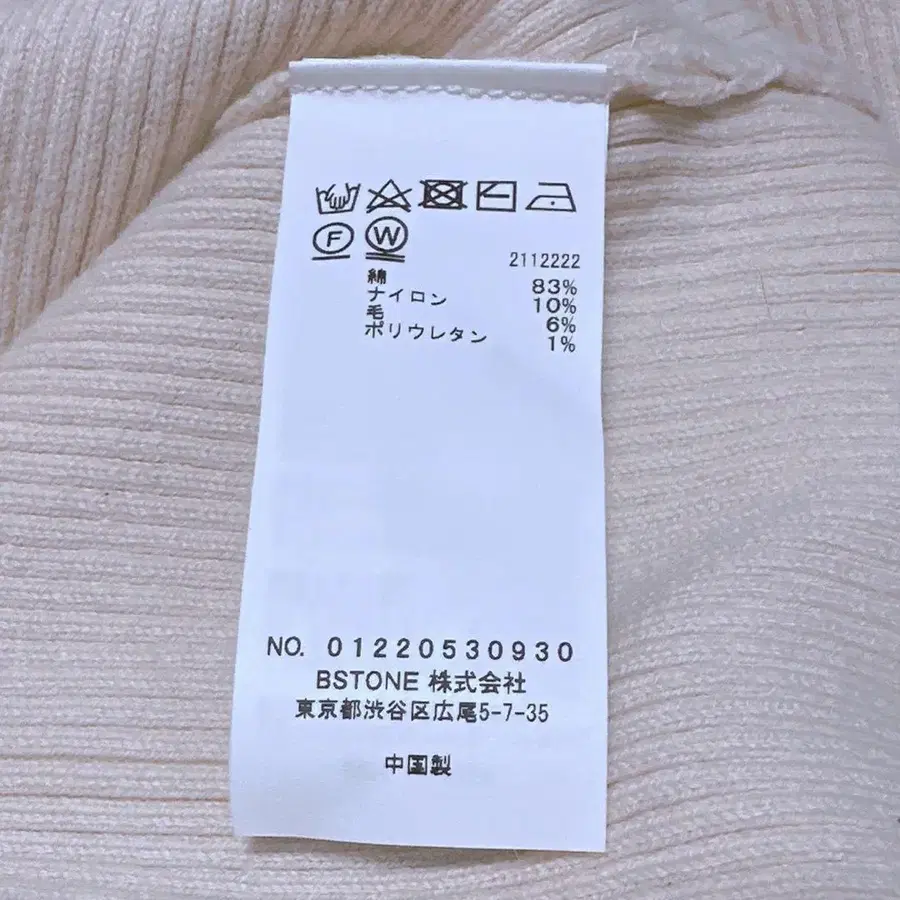 F W
2112222
綿 83%
ナイロン 10%
毛 6%
ポリウレタン 1%
NO. 01220530930
BSTONE 株式会社
東京都渋谷区広尾5-7-35
中国製